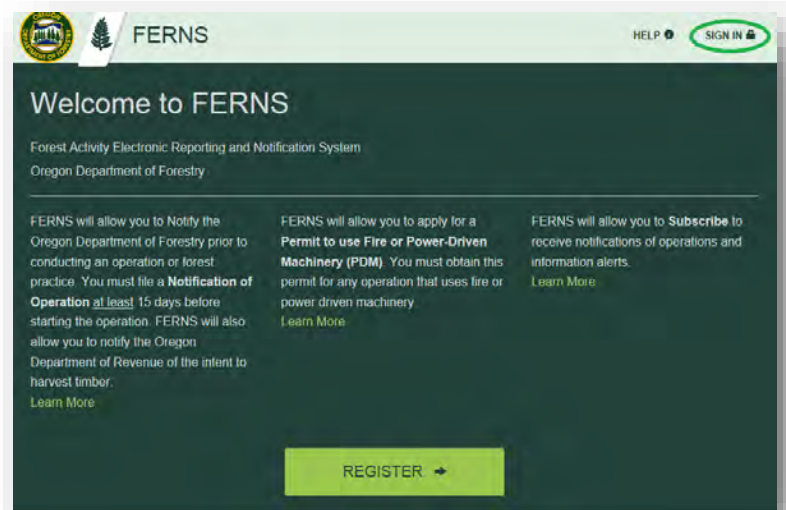 FERNS
HELP
SIGN IN
Welcome to FERNS
Forest Activity Electronic Reporting and Notification System
Oregon Department of Forestry
FERNS will allow you to Notify the
Oregon Department of Forestry prior to
conducting an operation or forest
practice. You must file a Notification of
Operation at least 15 days before
starting the operation. FERNS will also
allow you to notify the Oregon
Department of Revenue of the intent to
harvest timber.
Learn More
FERNS will allow you to apply for a
Permit to use Fire or Power-Driven
Machinery (PDM). You must obtain this
permit for any operation that uses fire or
power driven machinery.
Learn More
FERNS will allow you to Subscribe to
receive notifications of operations and
information alerts.
Learn More
REGISTER